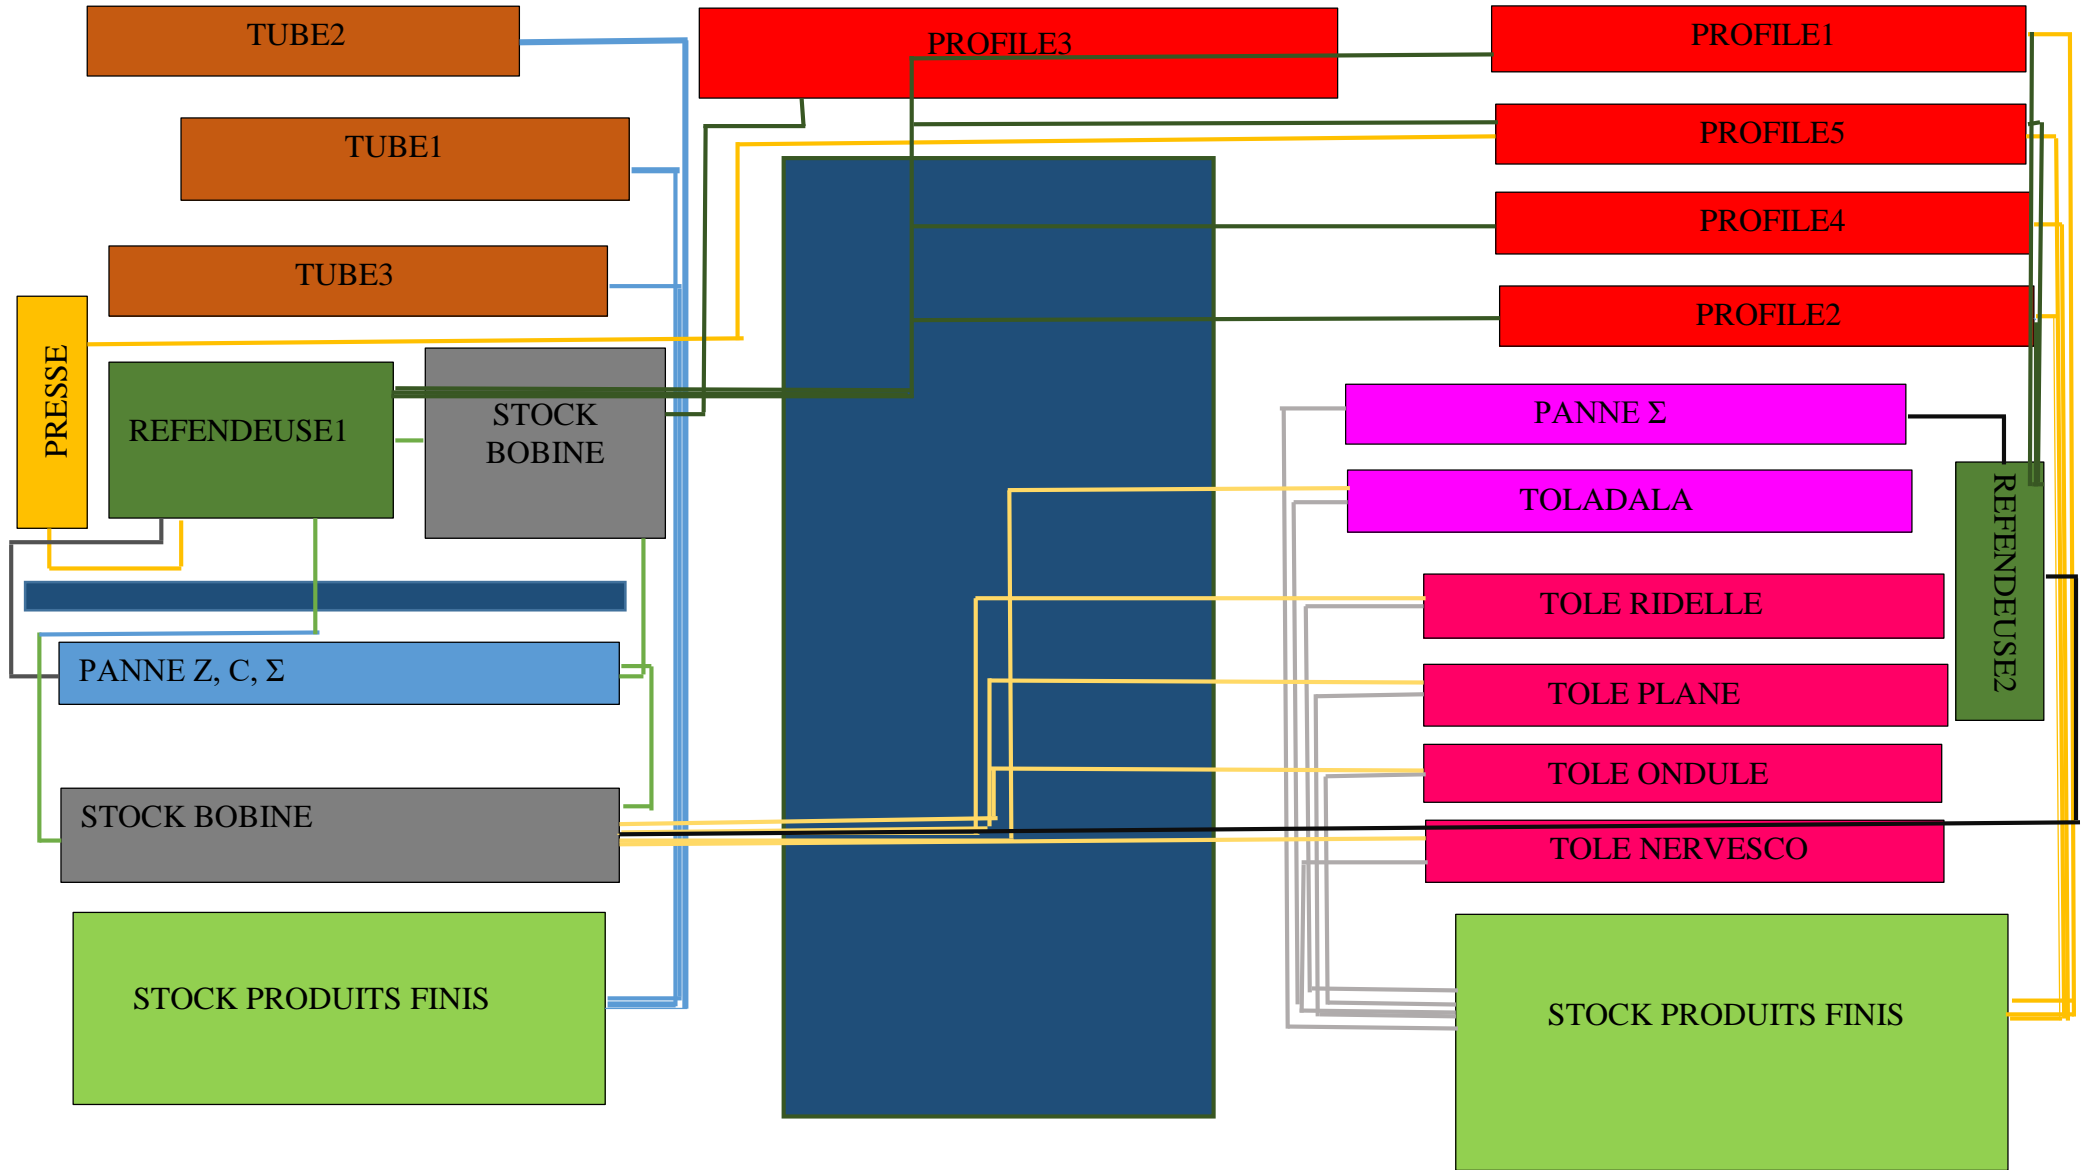 TUBE2
PROFILE3
PROFILE1
TUBE1
PROFILE5
PROFILE4
TUBE3
PROFILE2
PRESSE
REFENDEUSE1
STOCK
BOBINE
PANNE Σ
TOLADALA
REFENDEUSE2
TOLE RIDELLE
PANNE Z, C, Σ
TOLE PLANE
TOLE ONDULE
STOCK BOBINE
TOLE NERVESCO
STOCK PRODUITS FINIS
STOCK PRODUITS FINIS